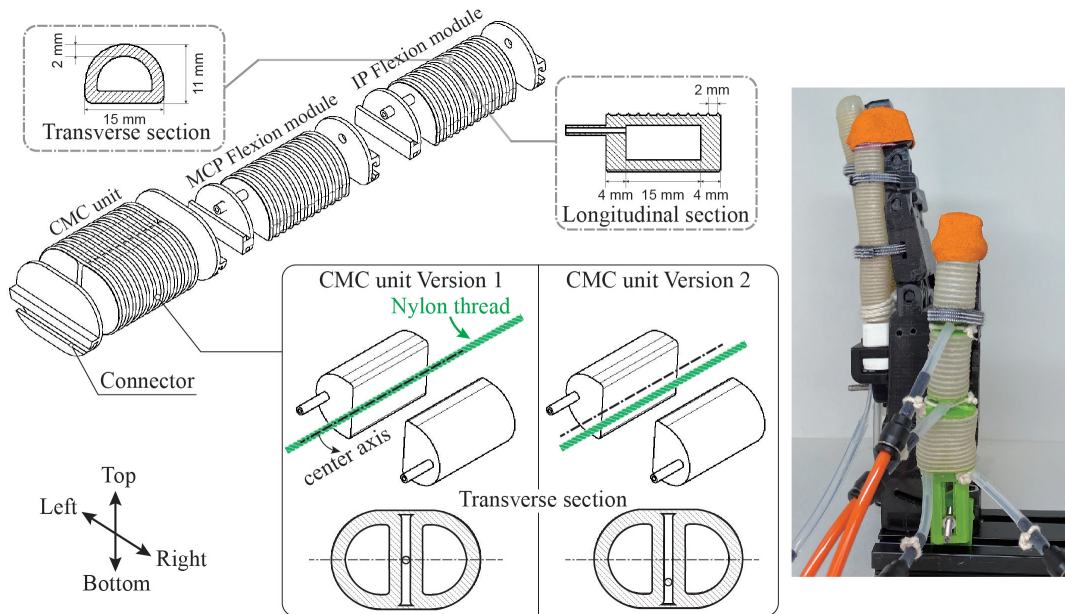 2 mm
11 mm
15 mm
Transverse section
IP Flexion module
MCP Flexion module
CMC unit
2 mm
4 mm
15 mm
4 mm
Longitudinal section
CMC unit Version 1
CMC unit Version 2
Nylon thread
center axis
Connector
Transverse section
Top
Left
Right
Bottom